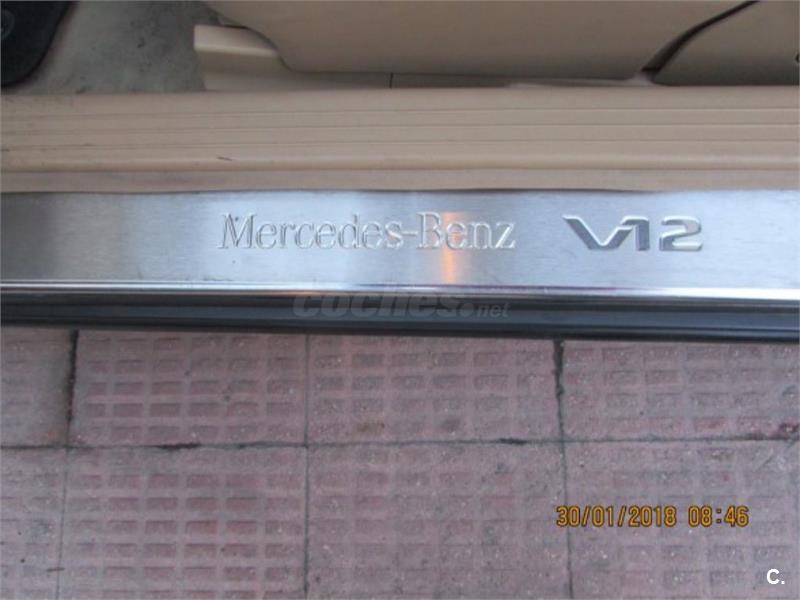 Mercedes-Benz V12
coches.net
30/01/2018 08:46
C.